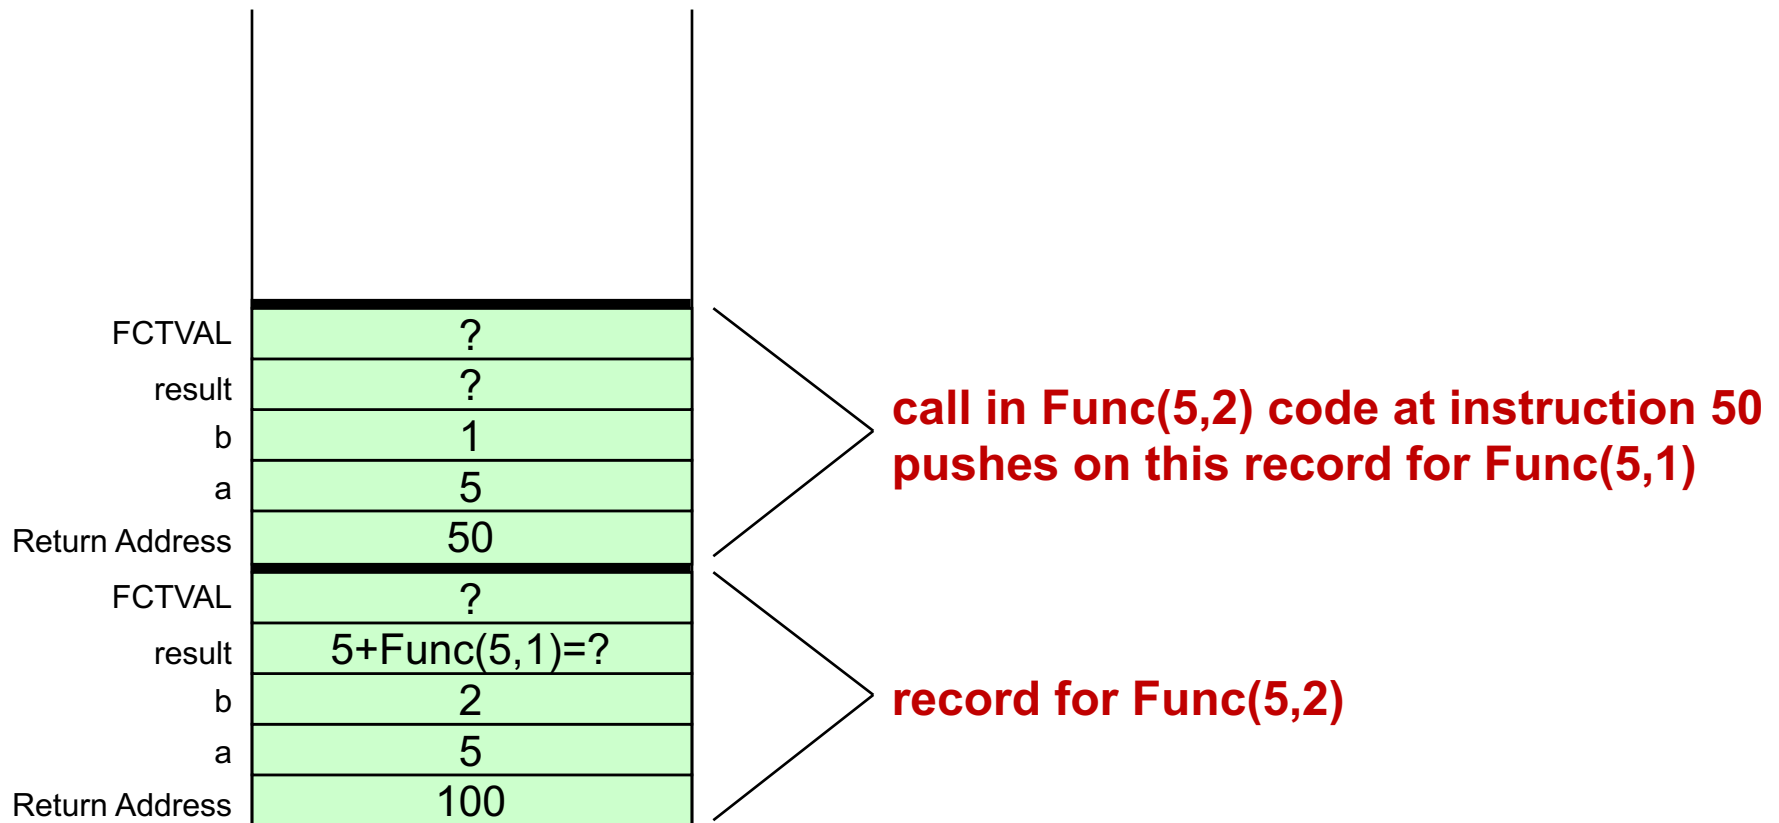 FCTVAL ?
result ?
b 1
a 5
Return Address 50
call in Func(5,2) code at instruction 50
pushes on this record for Func(5,1)
FCTVAL ?
result 5+Func(5,1)=?
b 2
a 5
Return Address 100
record for Func(5,2)